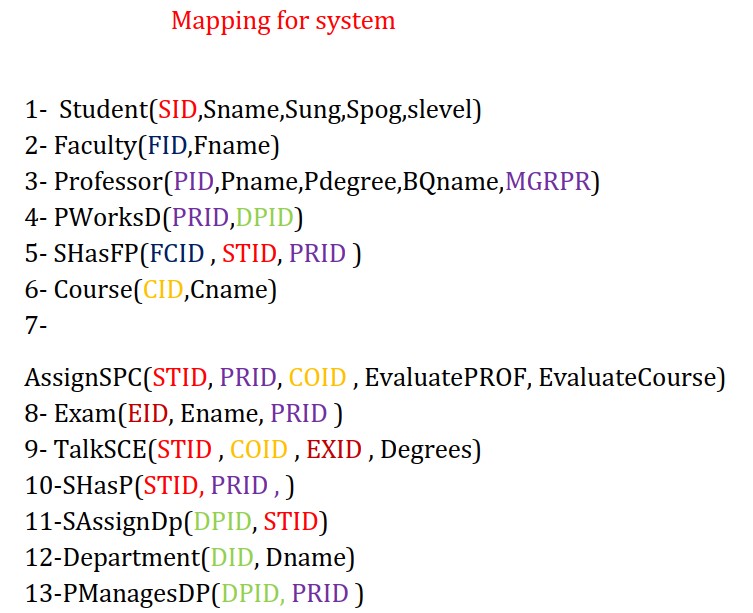 Mapping for system
1- Student(SID,Sname,Sung,Spog,slevel)
2- Faculty(FID,Fname)
3- Professor(PID,Pname,Pdegree,BQname,MGRPR)
4- PWorksD(PRID,DPID)
5- SHasFP(FCID , STID, PRID )
6- Course(CID,Cname)
7-
AssignSPC(STID, PRID, COID , EvaluatePROF, EvaluateCourse)
8- Exam(EID, Ename, PRID )
9- TalkSCE(STID , COID , EXID , Degrees)
10-SHasP(STID, PRID , )
11-SAssignDp(DPID, STID)
12-Department(DID, Dname)
13-PManagesDP(DPID, PRID )